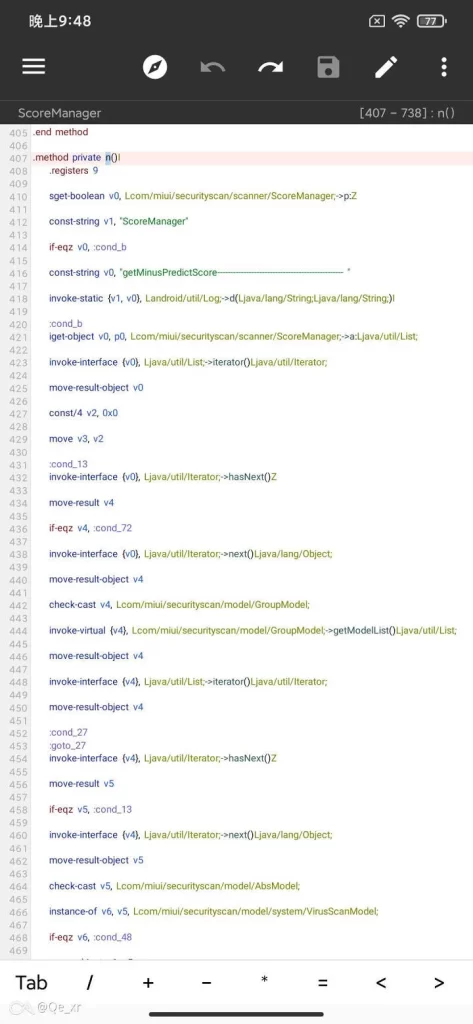 晚上9:48
77
ScoreManager
[407 - 738] : n()
405 .end method
406
407 .method private n()I
408 .registers 9
409
410 sget-boolean v0, Lcom/miui/securityscan/scanner/ScoreManager;->p:Z
411
412 const-string v1, "ScoreManager"
413
414 if-eqz v0, :cond_b
415
416 const-string v0, "getMinusPredictScore------------------------------------------ "
417
418 invoke-static {v1, v0}, Landroid/util/Log;->d(Ljava/lang/String;Ljava/lang/String;)I
419
420 :cond_b
421 iget-object v0, p0, Lcom/miui/securityscan/scanner/ScoreManager;->a:Ljava/util/List;
422
423 invoke-interface {v0}, Ljava/util/List;->iterator()Ljava/util/Iterator;
424
425 move-result-object v0
426
427 const/4 v2, 0x0
428
429 move v3, v2
430
431 :cond_13
432 invoke-interface {v0}, Ljava/util/Iterator;->hasNext()Z
433
434 move-result v4
435
436 if-eqz v4, :cond_72
437
438 invoke-interface {v0}, Ljava/util/Iterator;->next()Ljava/lang/Object;
439
440 move-result-object v4
441
442 check-cast v4, Lcom/miui/securityscan/model/GroupModel;
443
444 invoke-virtual {v4}, Lcom/miui/securityscan/model/GroupModel;->getModelList()Ljava/util/List;
445
446 move-result-object v4
447
448 invoke-interface {v4}, Ljava/util/List;->iterator()Ljava/util/Iterator;
449
450 move-result-object v4
451
452 :cond_27
453 :goto_27
454 invoke-interface {v4}, Ljava/util/Iterator;->hasNext()Z
455
456 move-result v5
457
458 if-eqz v5, :cond_13
459
460 invoke-interface {v4}, Ljava/util/Iterator;->next()Ljava/lang/Object;
461
462 move-result-object v5
463
464 check-cast v5, Lcom/miui/securityscan/model/AbsModel;
465
466 instance-of v6, v5, Lcom/miui/securityscan/model/system/VirusScanModel;
467
468 if-eqz v6, :cond_48
469
Tab / + - * = < >
@Qe_xr